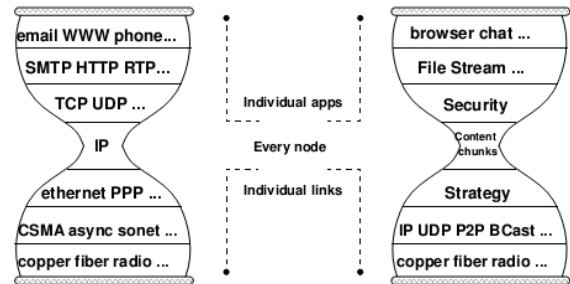 email WWW phone...
SMTP HTTP RTP...
TCP UDP ...
IP
ethernet PPP ...
CSMA async sonet ...
copper fiber radio ...
Individual apps
Every node
Individual links
browser chat ...
File Stream ...
Security
Content
chunks
Strategy
IP UDP P2P BCast ...
copper fiber radio ...